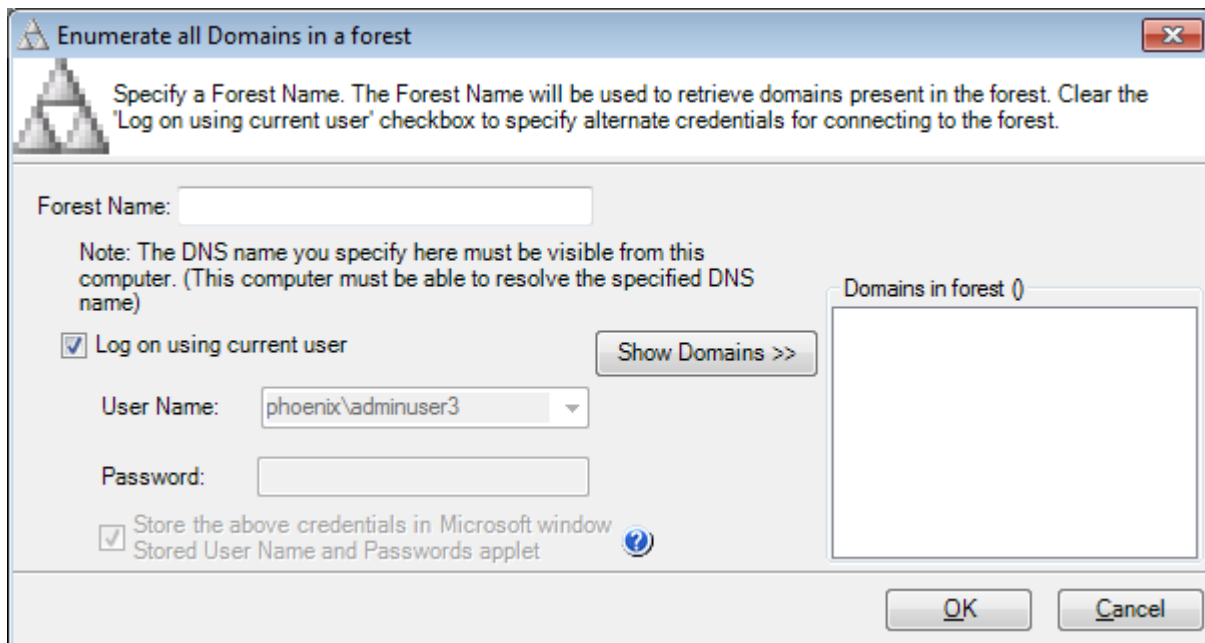 Enumerate all Domains in a forest
Specify a Forest Name. The Forest Name will be used to retrieve domains present in the forest. Clear the
'Log on using current user' checkbox to specify alternate credentials for connecting to the forest.
Forest Name:
Note: The DNS name you specify here must be visible from this
computer. (This computer must be able to resolve the specified DNS
name)
Domains in forest ()
Log on using current user
Show Domains >>
User Name:
phoenix\adminuser3
Password:
Store the above credentials in Microsoft window
Stored User Name and Passwords applet
?
OK
Cancel